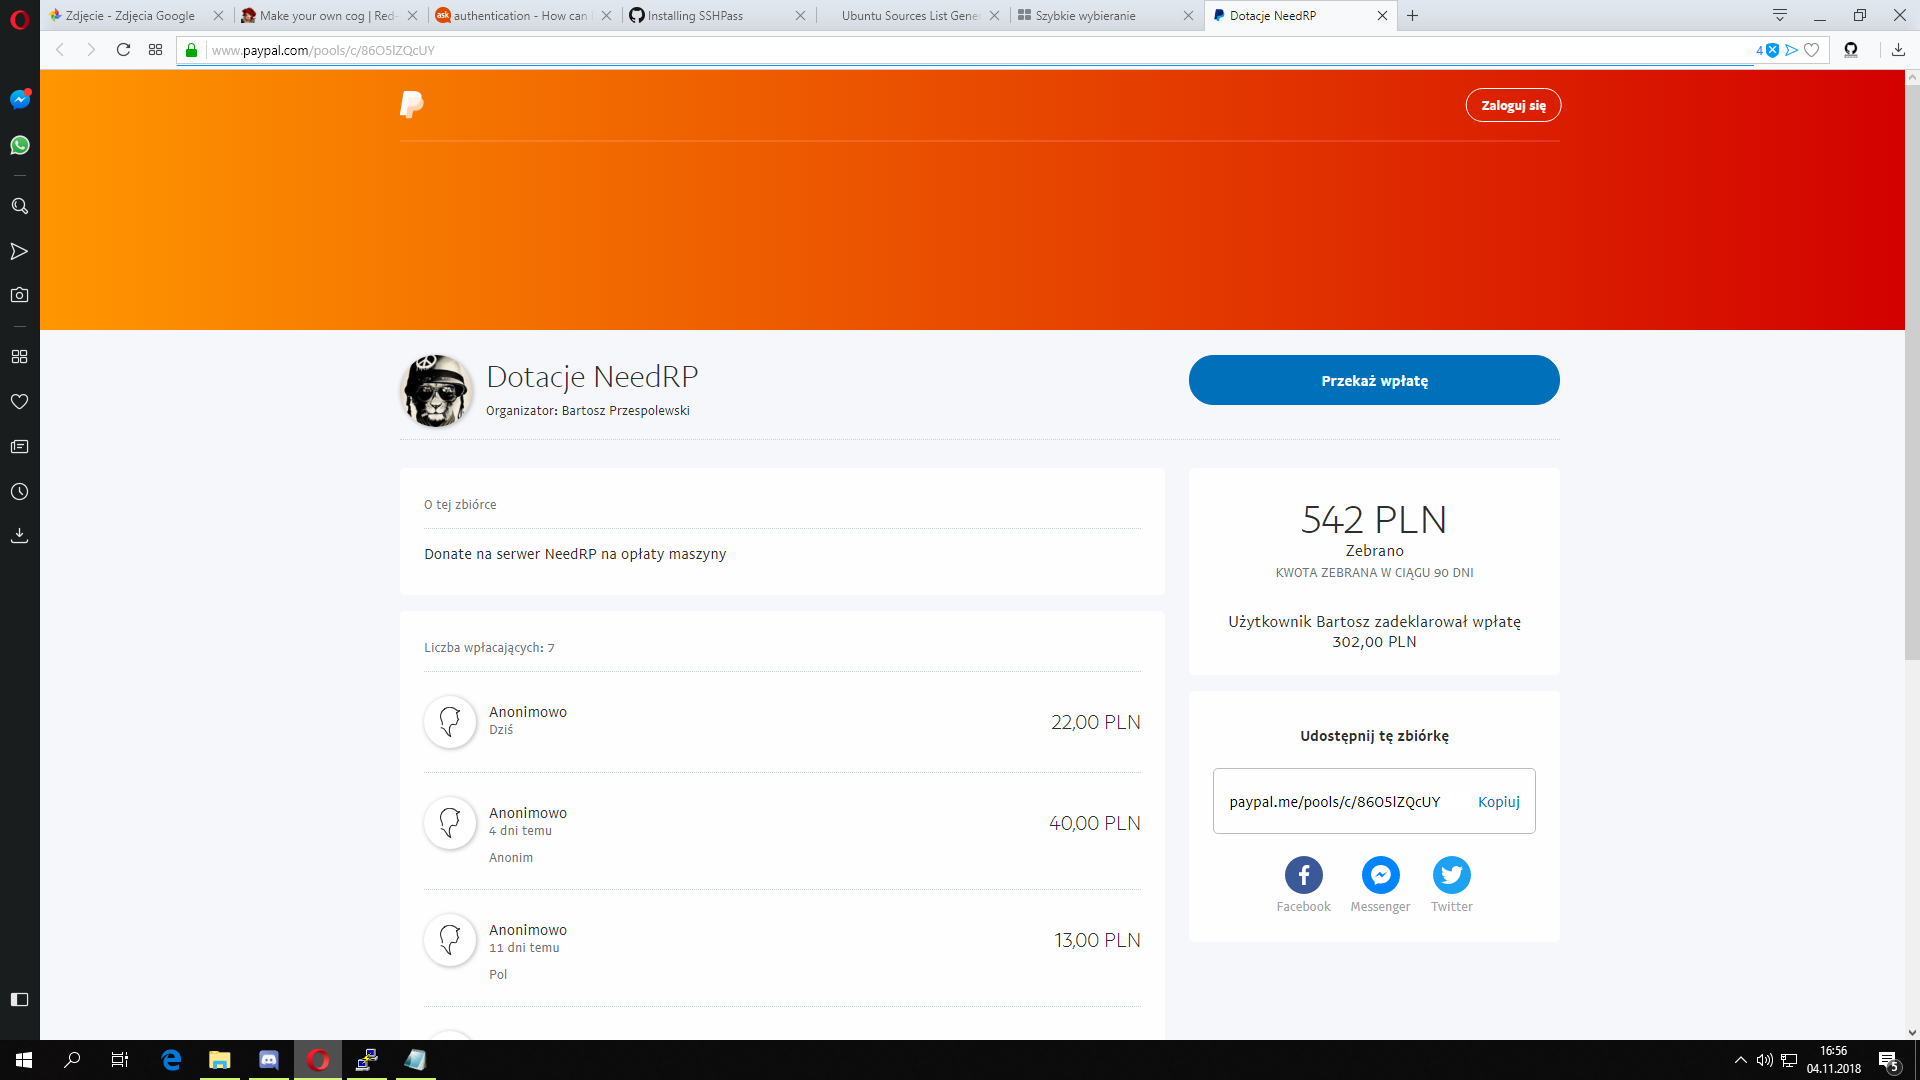 Zdjęcie - Zdjęcia Google
Make your own cog | Red-
authentication - How can I
Installing SSHPass
Ubuntu Sources List Gener
Szybkie wybieranie
Dotacje NeedRP
www.paypal.com/pools/c/86O5lZQcUY
4
Zaloguj się
Dotacje NeedRP
Organizator: Bartosz Przespolewski
Przekaż wpłatę
O tej zbiórce
Donate na serwer NeedRP na opłaty maszyny
542 PLN
Zebrano
KWOTA ZEBRANA W CIĄGU 90 DNI
Użytkownik Bartosz zadeklarował wpłatę
302,00 PLN
Liczba wpłacających: 7
Anonimowo
Dziś
22,00 PLN
Anonimowo
4 dni temu
Anonim
40,00 PLN
Anonimowo
11 dni temu
Pol
13,00 PLN
Udostępnij tę zbiórkę
paypal.me/pools/c/86O5lZQcUY
Kopiuj
Facebook
Messenger
Twitter
16:56
04.11.2018
5